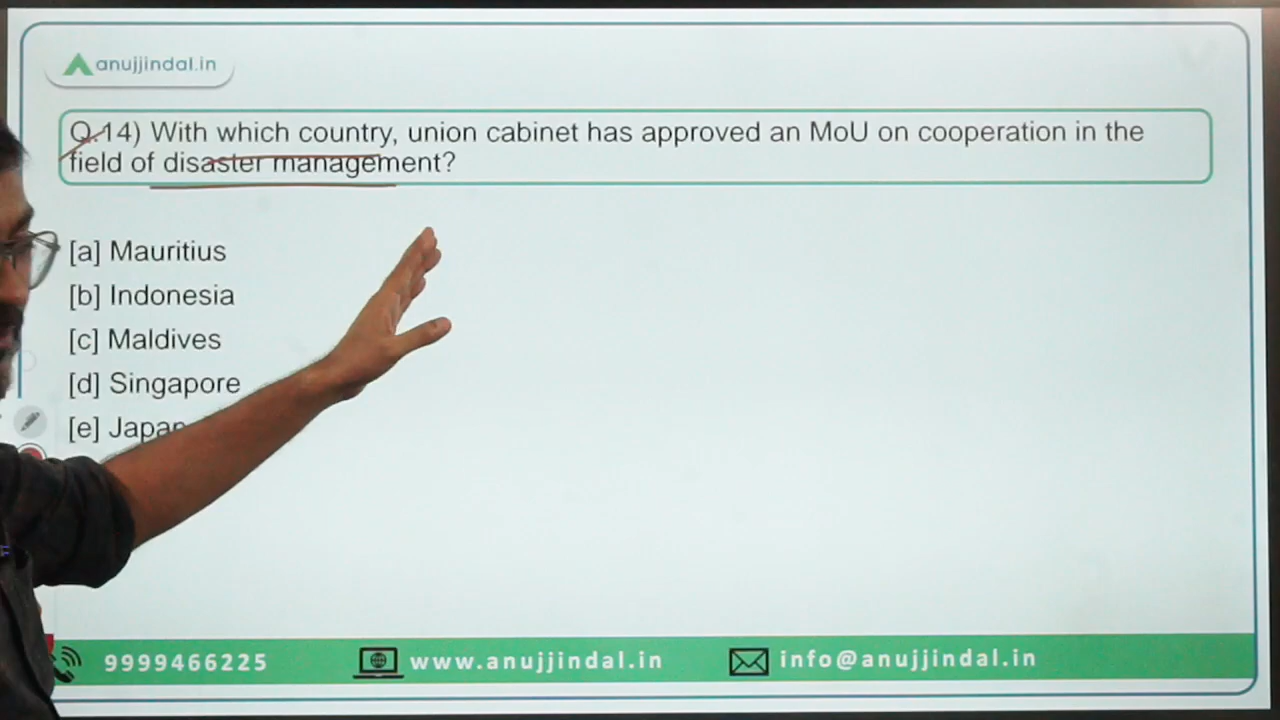 anujjindal.in
Q.14) With which country, union cabinet has approved an MoU on cooperation in the
field of disaster management?
[a] Mauritius
[b] Indonesia
[c] Maldives
[d] Singapore
[e] Japan
9999466225
www.anujjindal.in
info@anujjindal.in